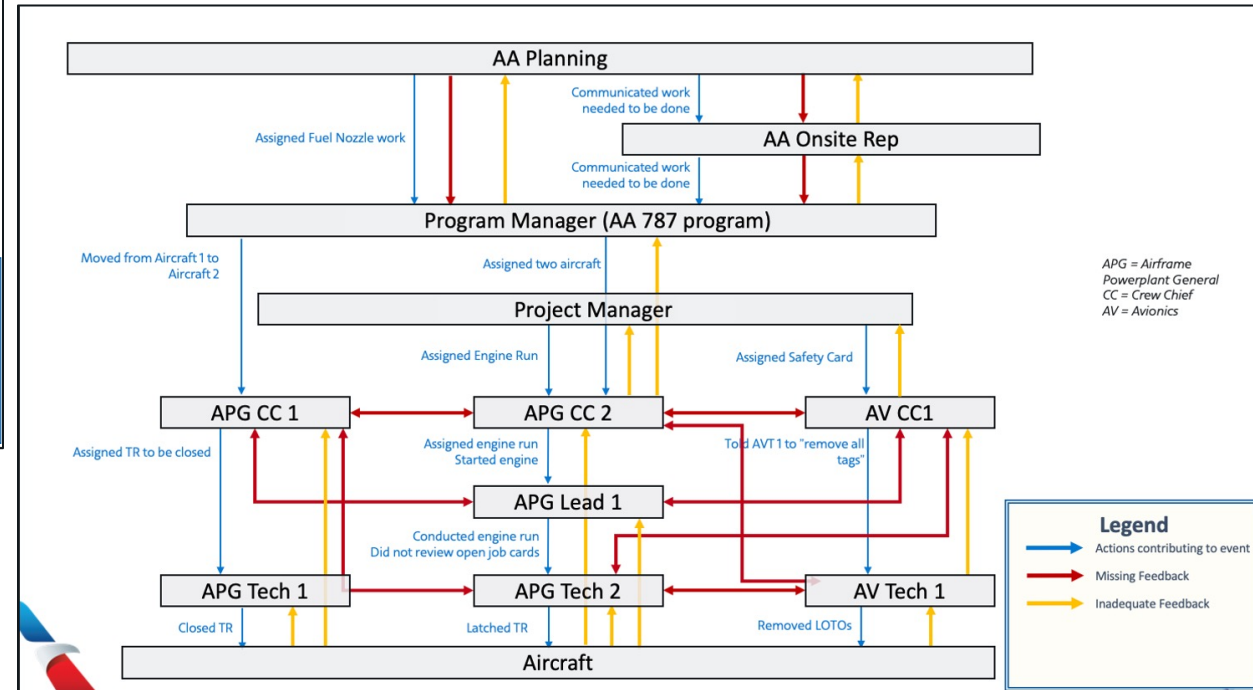 AA Planning
Communicated work
needed to be done
Assigned Fuel Nozzle work
AA Onsite Rep
Communicated work
needed to be done
Program Manager (AA 787 program)
Moved from Aircraft 1 to
Aircraft 2
Assigned two aircraft
APG = Airframe
Powerplant General
CC = Crew Chief
AV = Avionics
Project Manager
Assigned Engine Run
Assigned Safety Card
APG CC 1
APG CC 2
AV CC1
Assigned TR to be closed
Assigned engine run
Started engine
Told AVT 1 to "remove all
tags"
APG Lead 1
Conducted engine run
Did not review open job cards
APG Tech 1
APG Tech 2
AV Tech 1
Closed TR
Latched TR
Removed LOTOs
Aircraft
Legend
Actions contributing to event
Missing Feedback
Inadequate Feedback